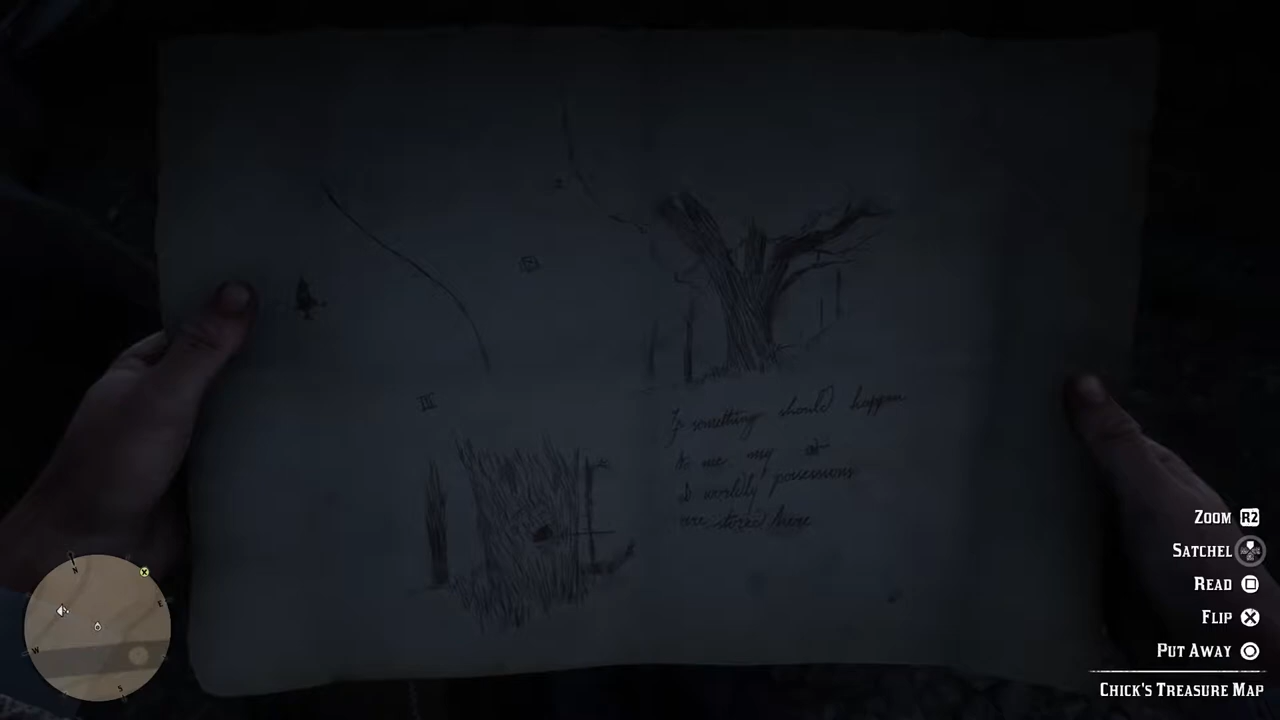 If something should happen
to me, my
worldly possessions
are stored here
ZOOM R2
SATCHEL
READ
FLIP
PUT AWAY
CHICK'S TREASURE MAP
N
E
W
S
X